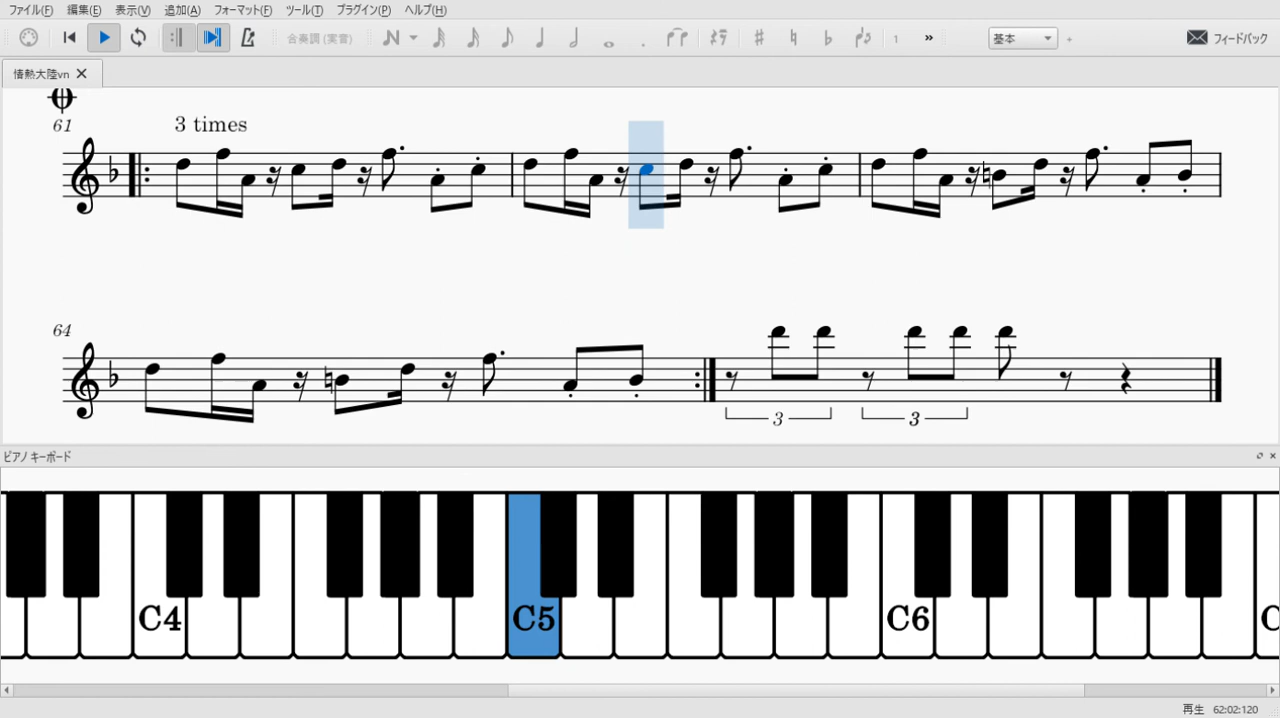 ファイル(F) 編集(E) 表示(V) 追加(A) フォーマット(F) ツール(T) プラグイン(P) ヘルプ(H)
合奏調 (実音) 1 » 基本 + フィードバック
情熱大陸vn
61
3 times
64
3 3
ピアノ キーボード
C4 C5 C6 C
再生 62:02:120